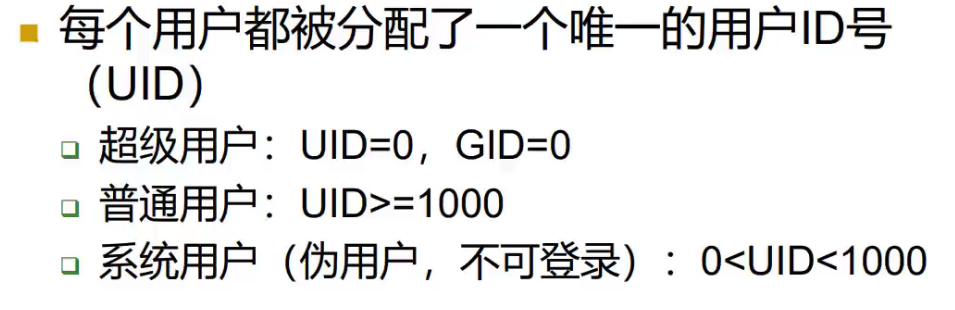 每个用户都被分配了一个唯一的用户ID号
（UID）
超级用户：UID=0，GID=0
普通用户：UID>=1000
系统用户（伪用户，不可登录）：0<UID<1000